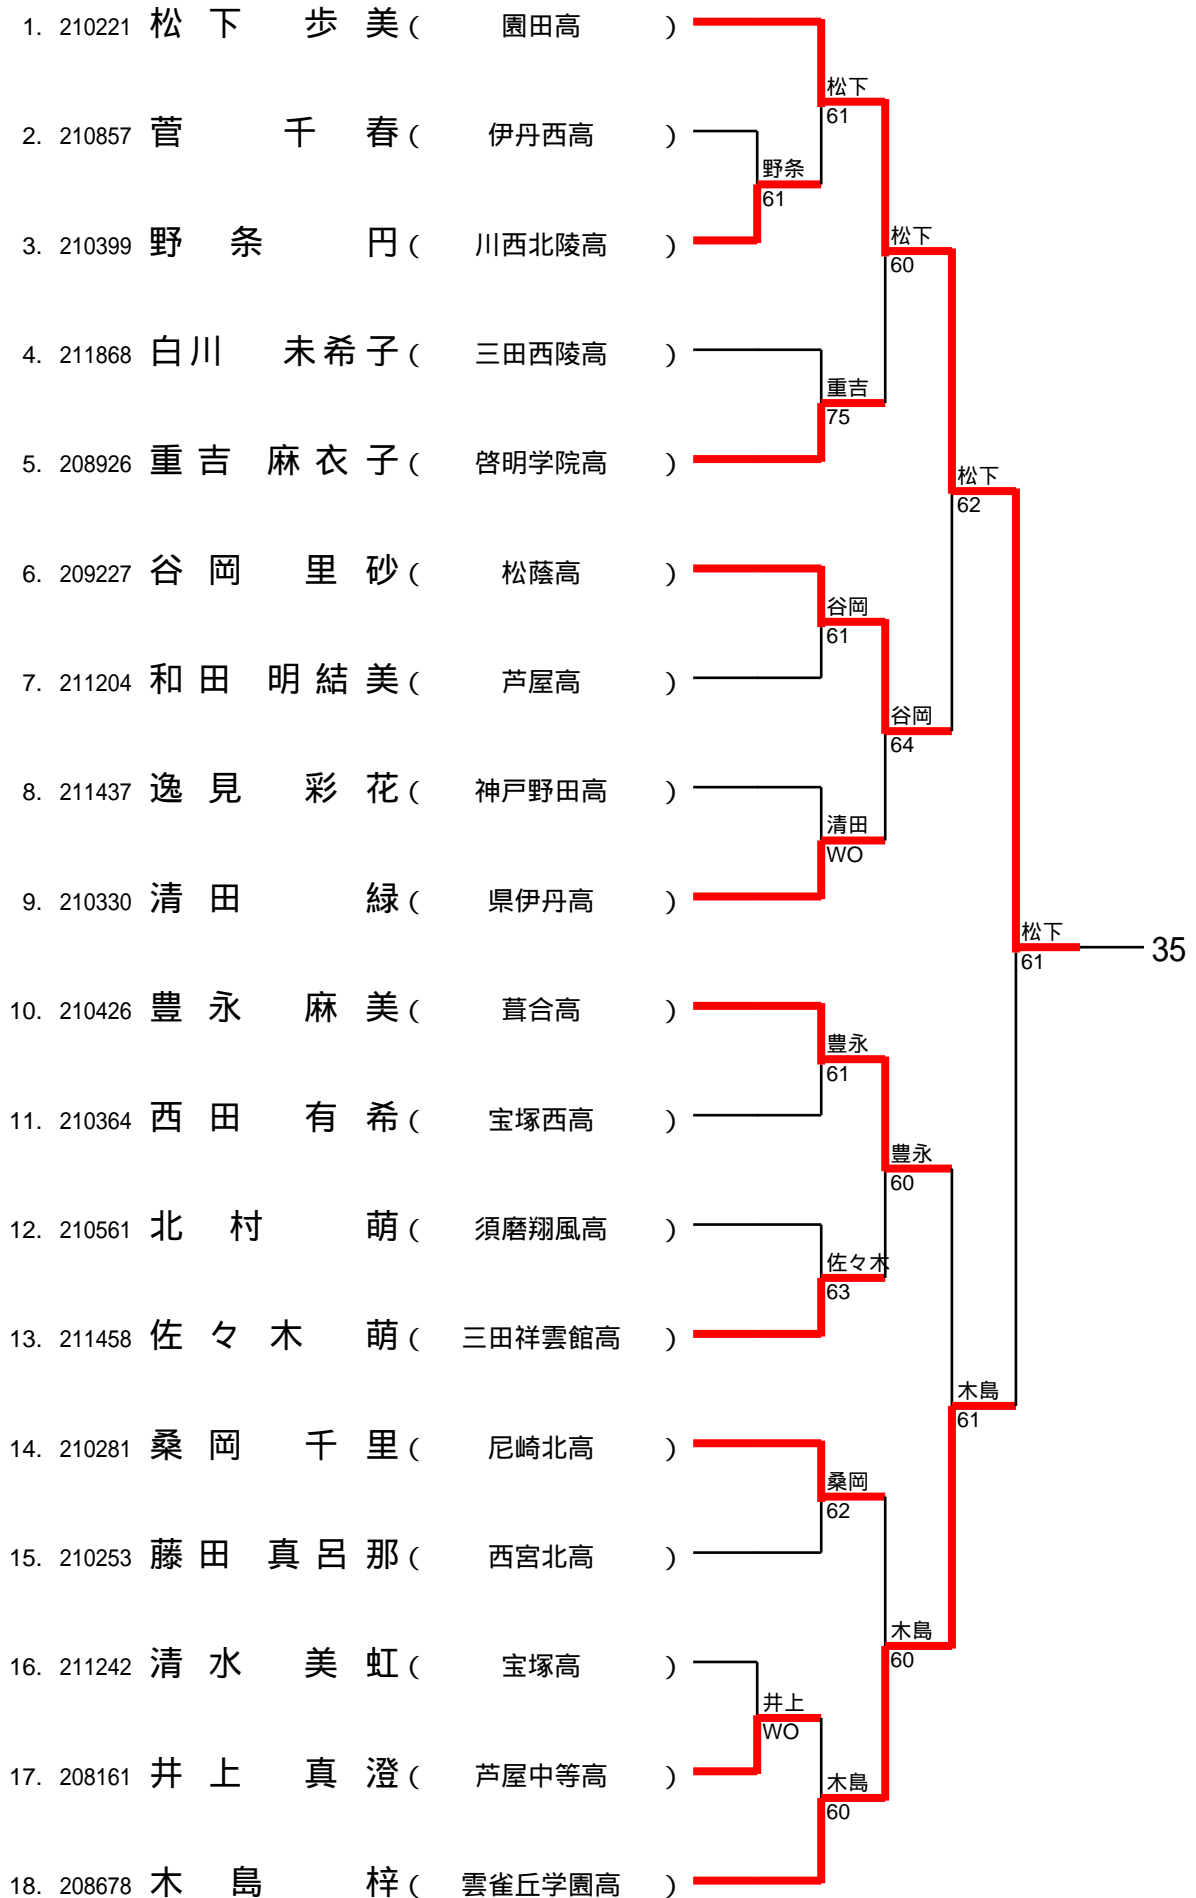 1. 210221 松下 歩美 ( 園田高 )
松下
61
2. 210857 菅 千春 ( 伊丹西高 )
野条
61
3. 210399 野条 円 ( 川西北陵高 )
松下
60
4. 211868 白川 未希子 ( 三田西陵高 )
重吉
75
5. 208926 重吉 麻衣子 ( 啓明学院高 )
松下
62
6. 209227 谷岡 里砂 ( 松蔭高 )
谷岡
61
7. 211204 和田 明結美 ( 芦屋高 )
谷岡
64
8. 211437 逸見 彩花 ( 神戸野田高 )
清田
WO
9. 210330 清田 緑 ( 県伊丹高 )
松下
61
35
10. 210426 豊永 麻美 ( 葺合高 )
豊永
61
11. 210364 西田 有希 ( 宝塚西高 )
豊永
60
12. 210561 北村 萌 ( 須磨翔風高 )
佐々木
63
13. 211458 佐々木 萌 ( 三田祥雲館高 )
木島
61
14. 210281 桑岡 千里 ( 尼崎北高 )
桑岡
62
15. 210253 藤田 真呂那 ( 西宮北高 )
木島
60
16. 211242 清水 美虹 ( 宝塚高 )
井上
WO
17. 208161 井上 真澄 ( 芦屋中等高 )
木島
60
18. 208678 木島 梓 ( 雲雀丘学園高 )